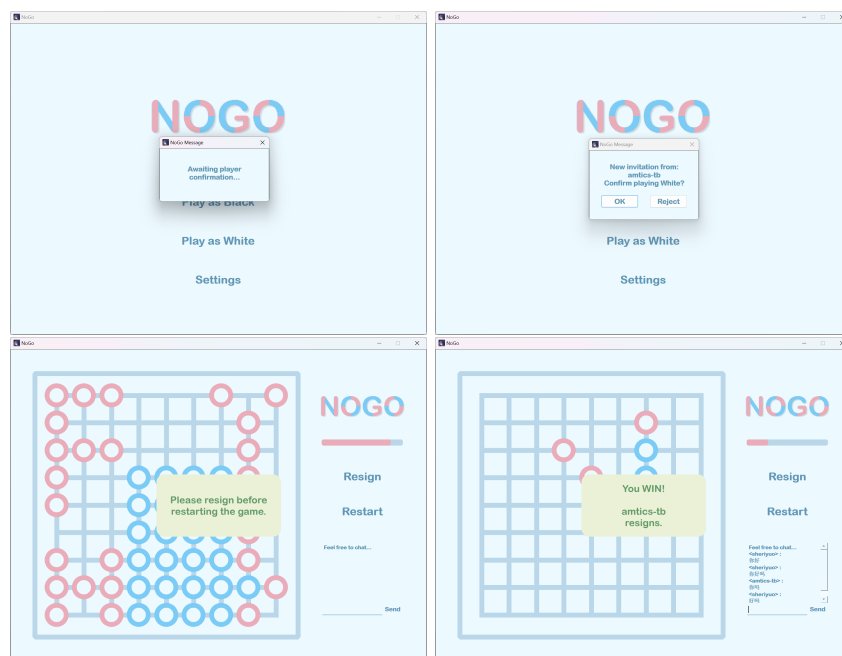 NoGo
NOGO
NoGo Message
Awaiting player
confirmation...
Play as Black
Play as White
Settings
NoGo
NOGO
NoGo Message
New invitation from:
amtics-tb
Confirm playing White?
OK
Reject
Play as White
Settings
NoGo
NOGO
Resign
Please resign before
restarting the game.
Restart
Feel free to chat...
Send
NoGo
NOGO
Resign
You WIN!
amtics-tb
resigns.
Restart
Feel free to chat...
<sheriyuo> :
你好
<sheriyuo> :
<amtics-tb> :
<sheriyuo> :
Send